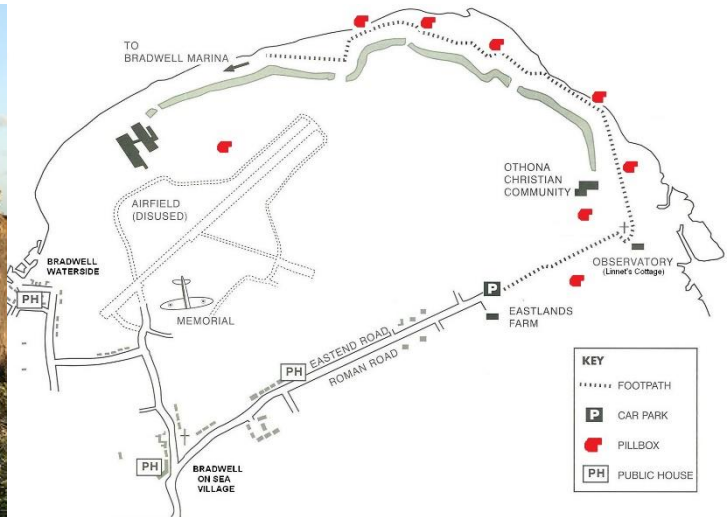 TO
BRADWELL MARINA
OTHONA
CHRISTIAN
COMMUNITY
AIRFIELD
(DISUSED)
BRADWELL
WATERSIDE
PH
OBSERVATORY
(Linnet's Cottage)
MEMORIAL
P
EASTLANDS
FARM
EASTEND ROAD
ROMAN ROAD
PH
PH
BRADWELL
ON SEA
VILLAGE
KEY
FOOTPATH
P CAR PARK
PILLBOX
PH PUBLIC HOUSE